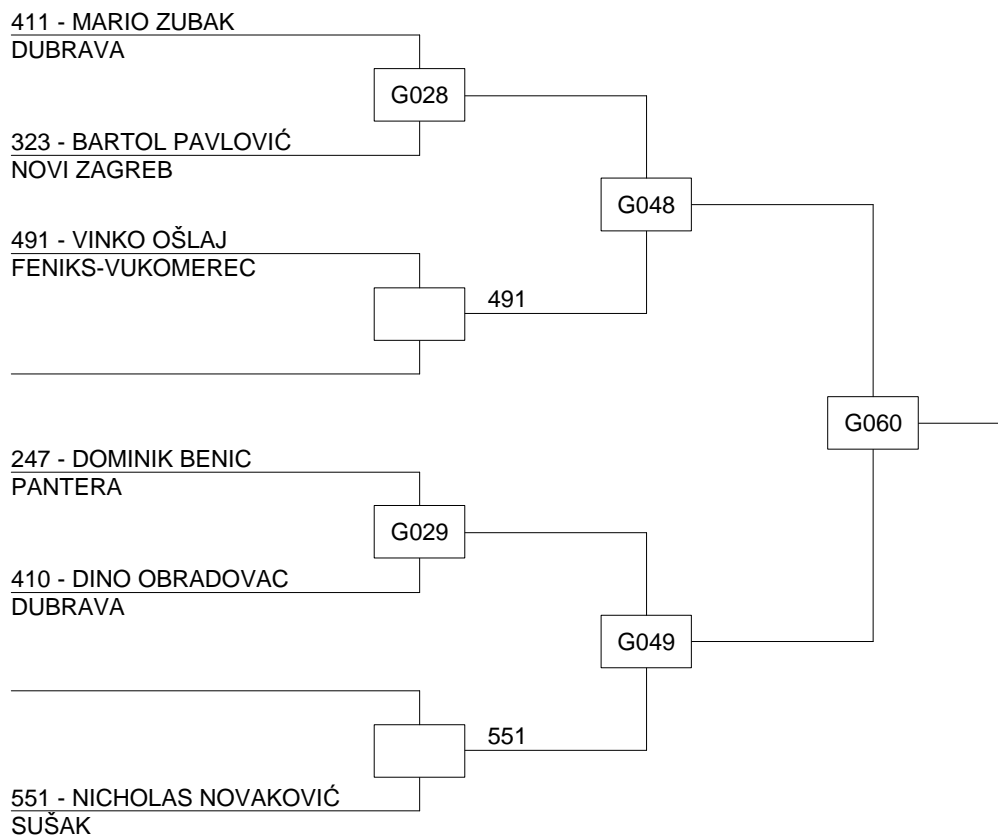 411 - MARIO ZUBAK
DUBRAVA
G028
323 - BARTOL PAVLOVIĆ
NOVI ZAGREB
G048
491 - VINKO OŠLAJ
FENIKS-VUKOMEREC
491
G060
247 - DOMINIK BENIC
PANTERA
G029
410 - DINO OBRADOVAC
DUBRAVA
G049
551
551 - NICHOLAS NOVAKOVIĆ
SUŠAK